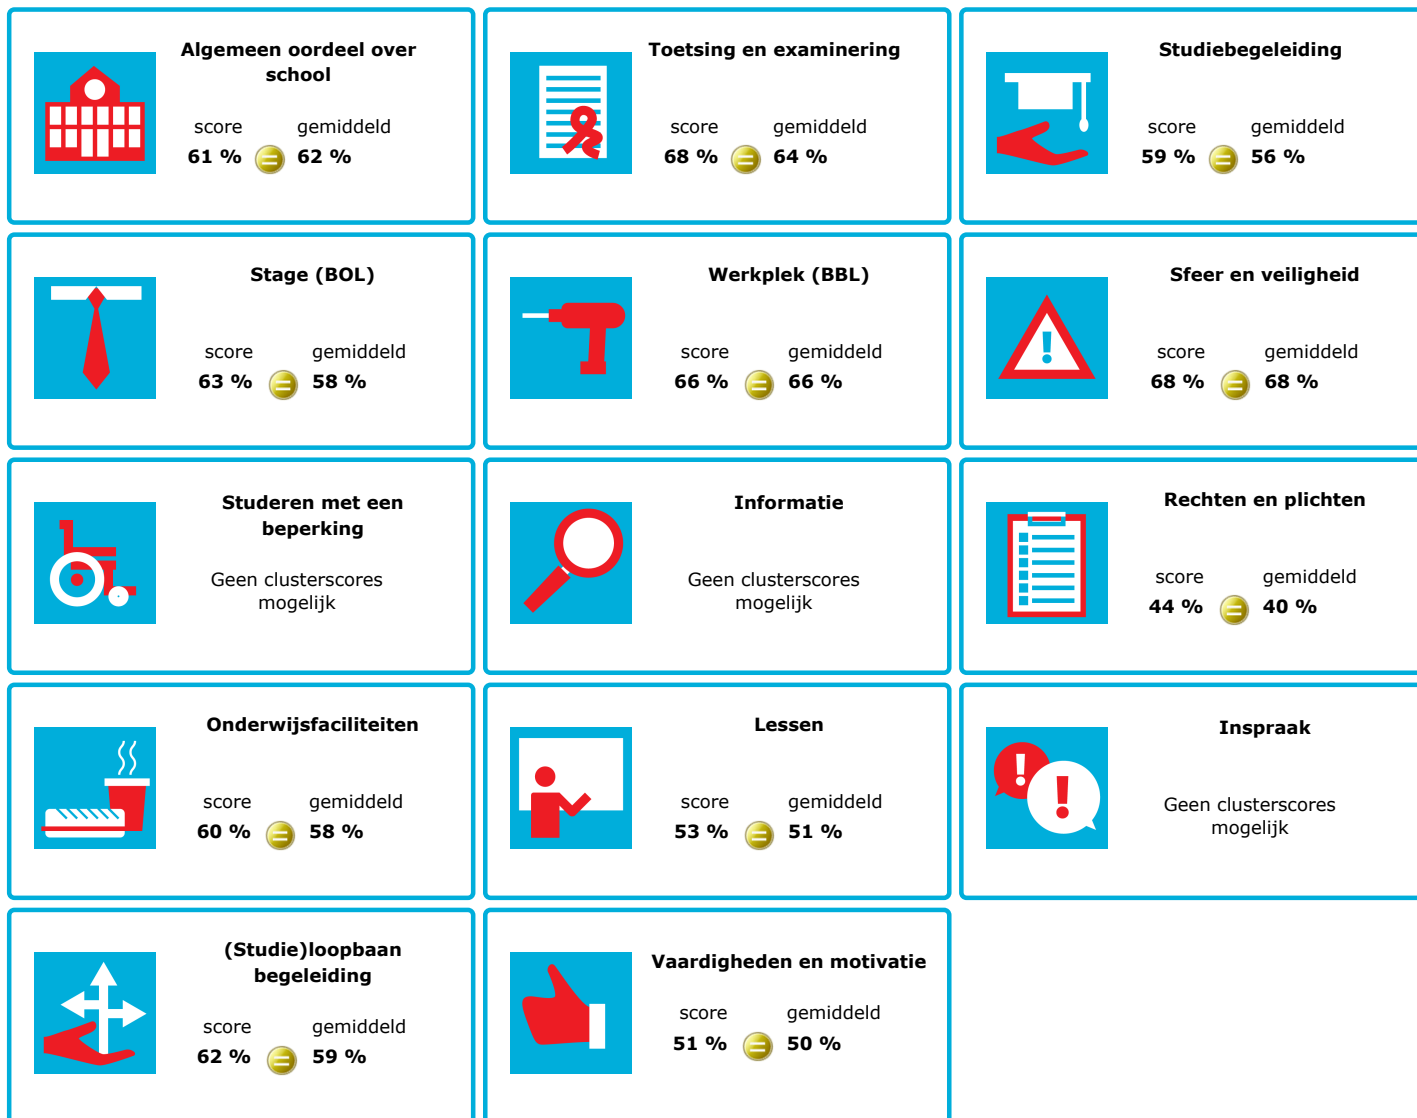 Algemeen oordeel over
school
score gemiddeld
61 % = 62 %
Toetsing en examinering
score gemiddeld
68 % = 64 %
Studiebegeleiding
score gemiddeld
59 % = 56 %
Stage (BOL)
score gemiddeld
63 % = 58 %
Werkplek (BBL)
score gemiddeld
66 % = 66 %
Sfeer en veiligheid
!
score gemiddeld
68 % = 68 %
Studeren met een
beperking
Geen clusterscores
mogelijk
Informatie
Geen clusterscores
mogelijk
Rechten en plichten
score gemiddeld
44 % = 40 %
Onderwijsfaciliteiten
score gemiddeld
60 % = 58 %
Lessen
score gemiddeld
53 % = 51 %
Inspraak
! !
Geen clusterscores
mogelijk
(Studie)loopbaan
begeleiding
score gemiddeld
62 % = 59 %
Vaardigheden en motivatie
score gemiddeld
51 % = 50 %